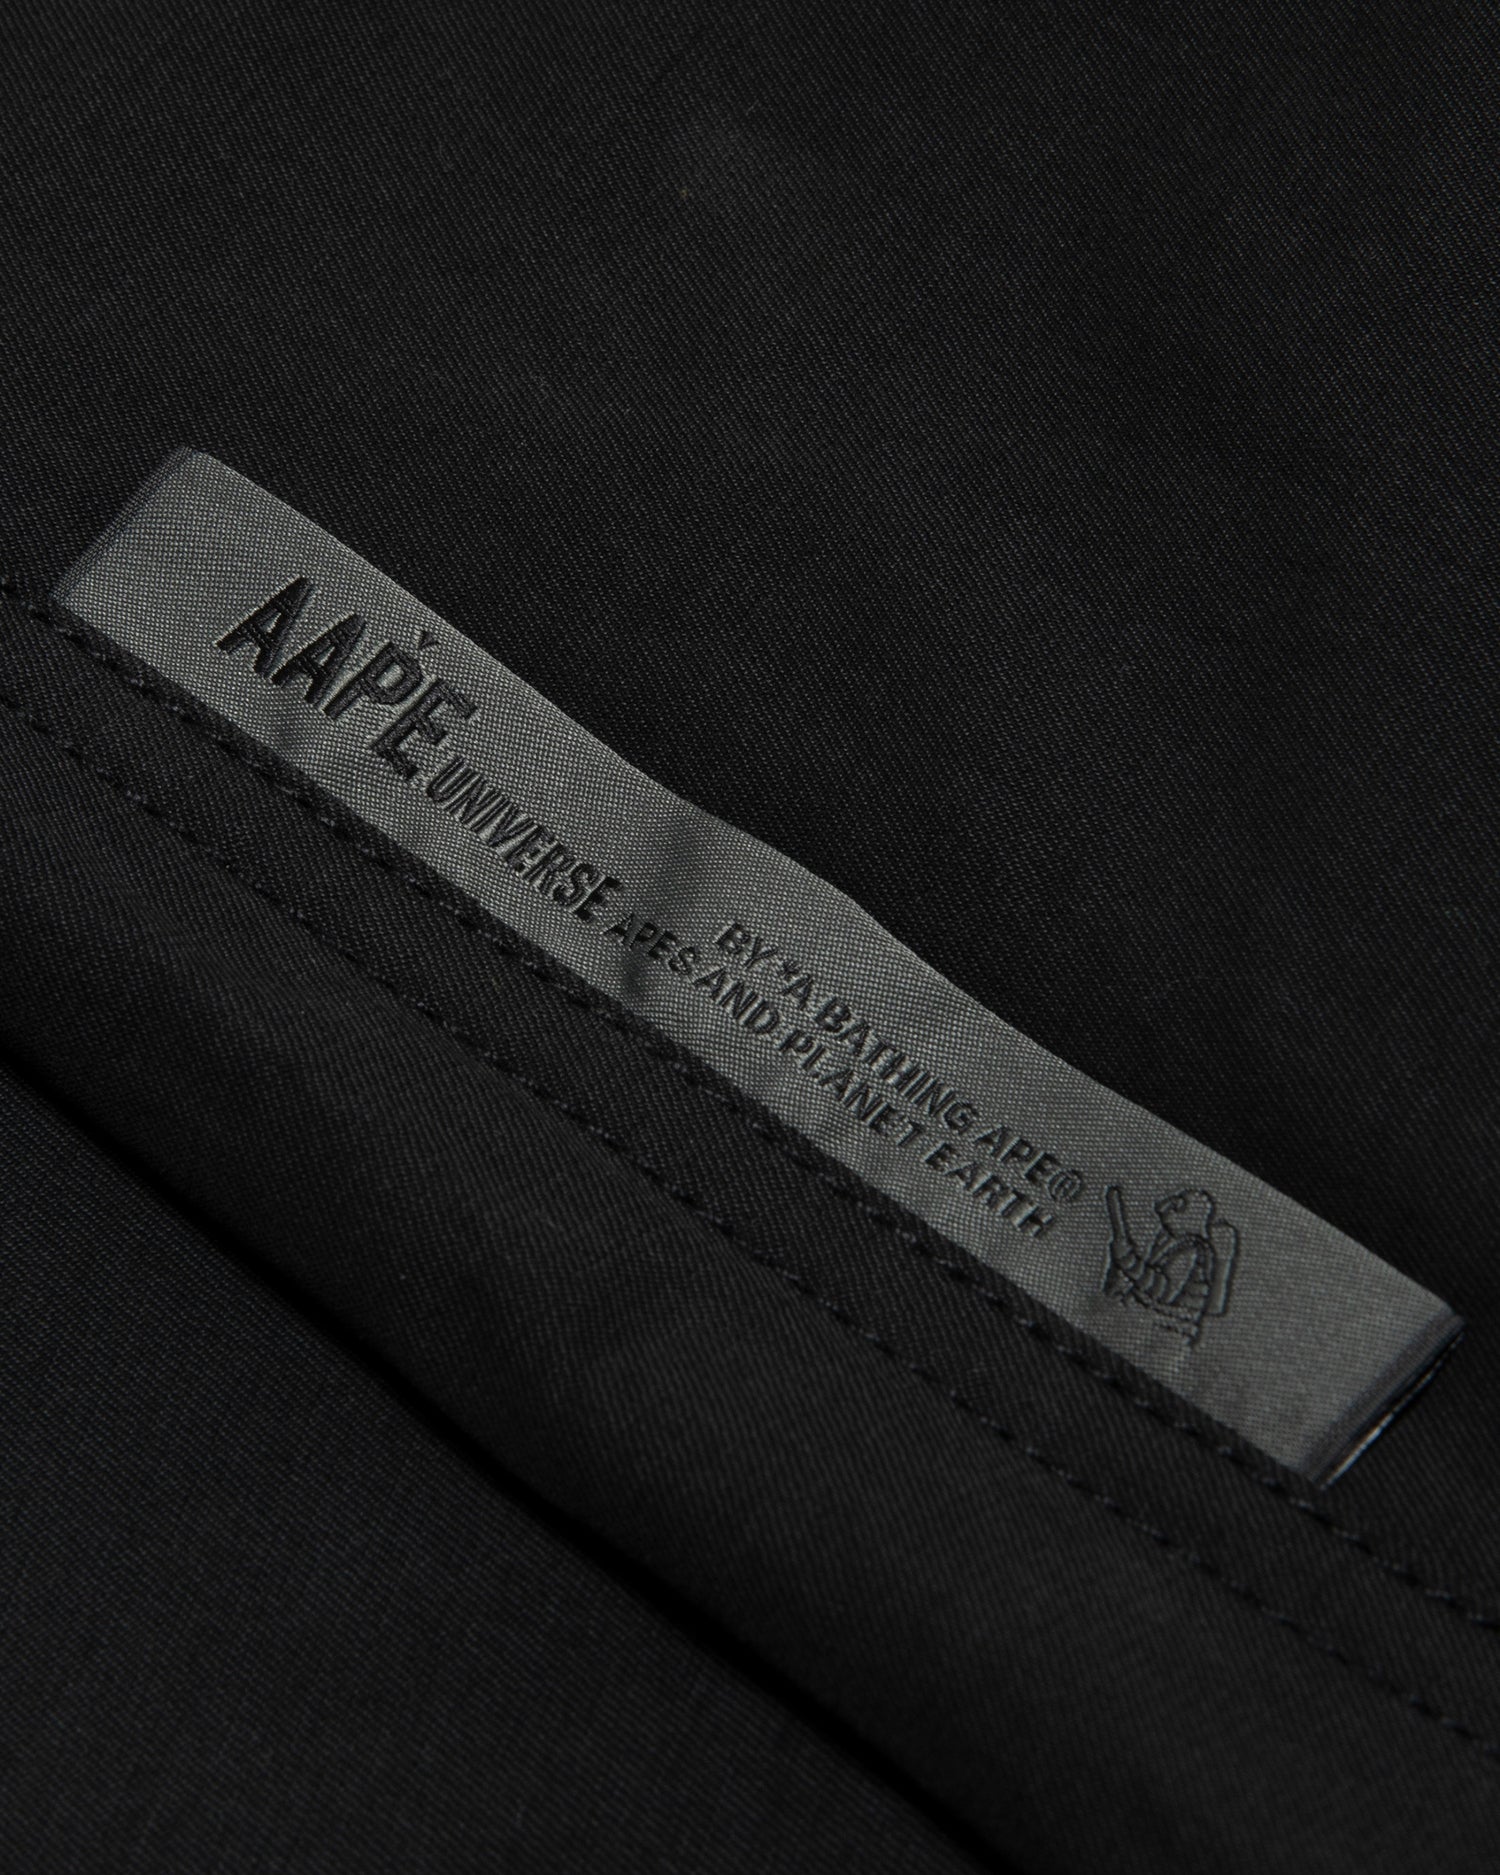 AAPE UNIVERSE
BY *A BATHING APE®
APES AND PLANET EARTH